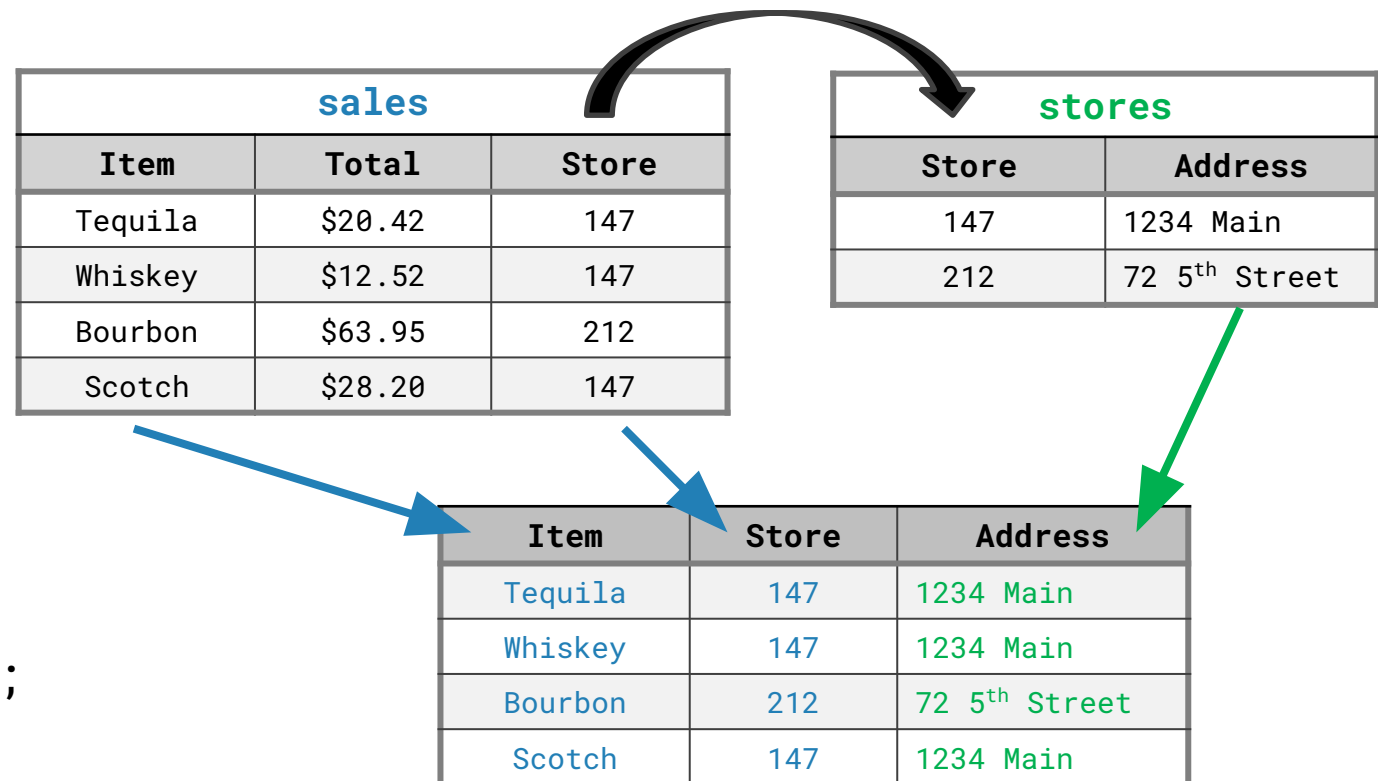 sales
Item Total Store
Tequila $20.42 147
Whiskey $12.52 147
Bourbon $63.95 212
Scotch $28.20 147
stores
Store Address
147 1234 Main
212 72 5th Street
Item Store Address
Tequila 147 1234 Main
Whiskey 147 1234 Main
;
Bourbon 212 72 5th Street
Scotch 147 1234 Main